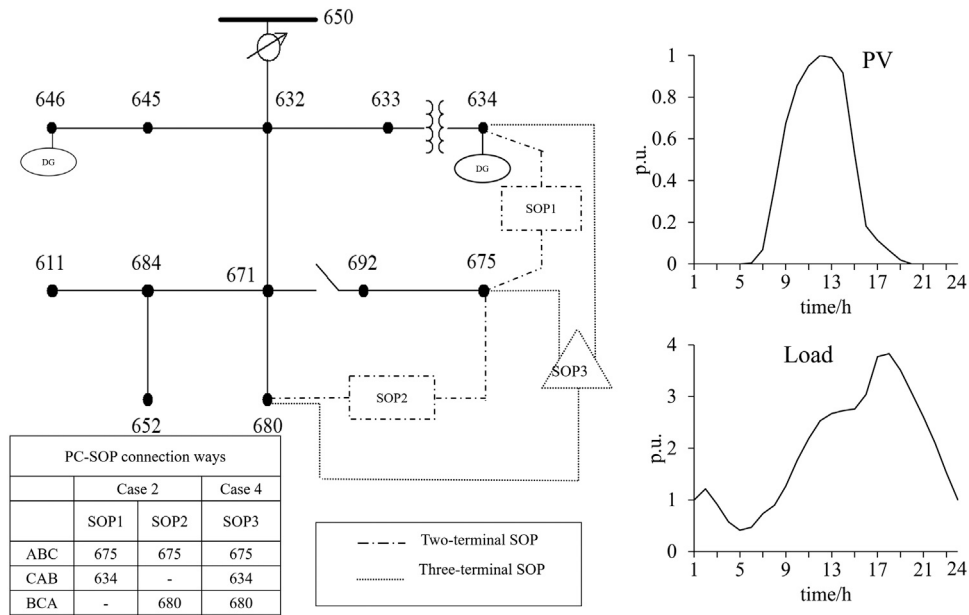 650
646
645
632
633
634
DG
DG
SOP1
611
684
671
692
675
SOP3
SOP2
652
680
PC-SOP connection ways
Case 2 Case 4
SOP1 SOP2 SOP3
ABC 675 675 675
CAB 634 - 634
BCA - 680 680
Two-terminal SOP
Three-terminal SOP
PV
p.u.
1
0.8
0.6
0.4
0.2
0
1 5 9 13 17 21 24
time/h
Load
p.u.
4
3
2
1
0
1 5 9 13 17 21 24
time/h